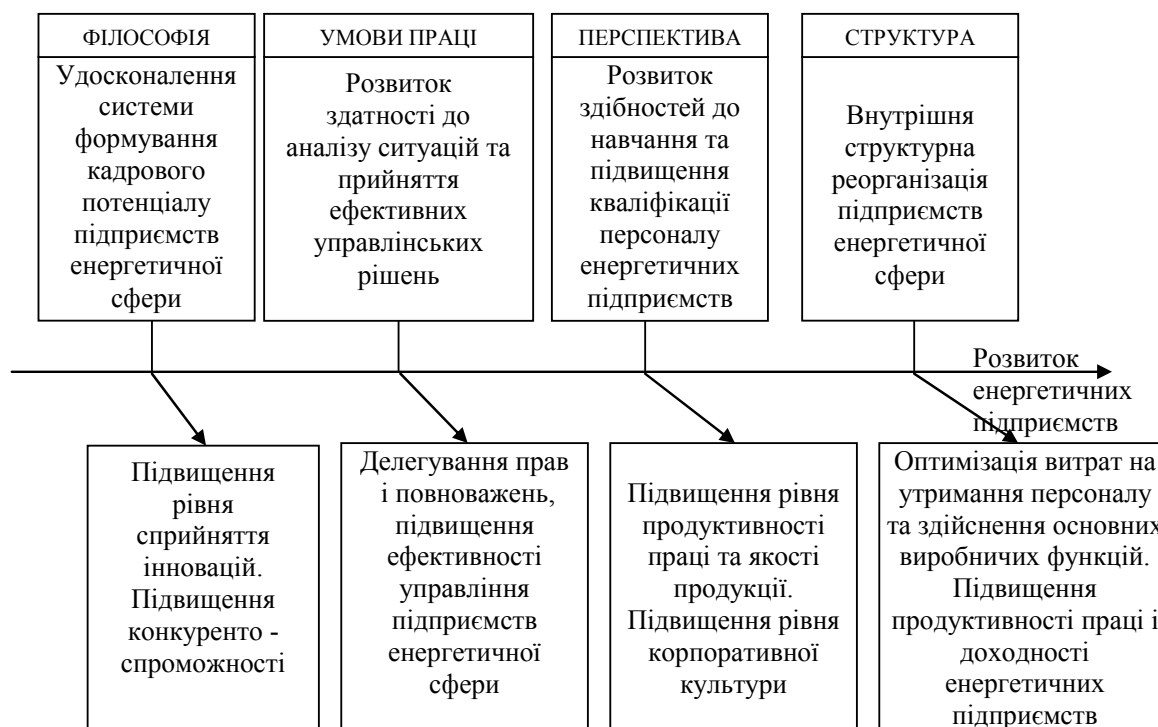 ФІЛОСОФІЯ
Удосконалення
системи
формування
кадрового
потенціалу
підприємств
енергетичної
сфери
УМОВИ ПРАЦІ
Розвиток
здатності до
аналізу ситуацій та
прийняття
ефективних
управлінських
рішень
ПЕРСПЕКТИВА
Розвиток
здібностей до
навчання та
підвищення
кваліфікації
персоналу
енергетичних
підприємств
СТРУКТУРА
Внутрішня
структурна
реорганізація
підприємств
енергетичної
сфери
Розвиток
енергетичних
підприємств
Підвищення
рівня
сприйняття
інновацій.
Підвищення
конкуренто -
спроможності
Делегування прав
і повноважень,
підвищення
ефективності
управління
підприємств
енергетичної
сфери
Підвищення рівня
продуктивності
праці та якості
продукції.
Підвищення рівня
корпоративної
культури
Оптимізація витрат на
утримання персоналу
та здійснення основних
виробничих функцій.
Підвищення
продуктивності праці і
доходності
енергетичних
підприємств